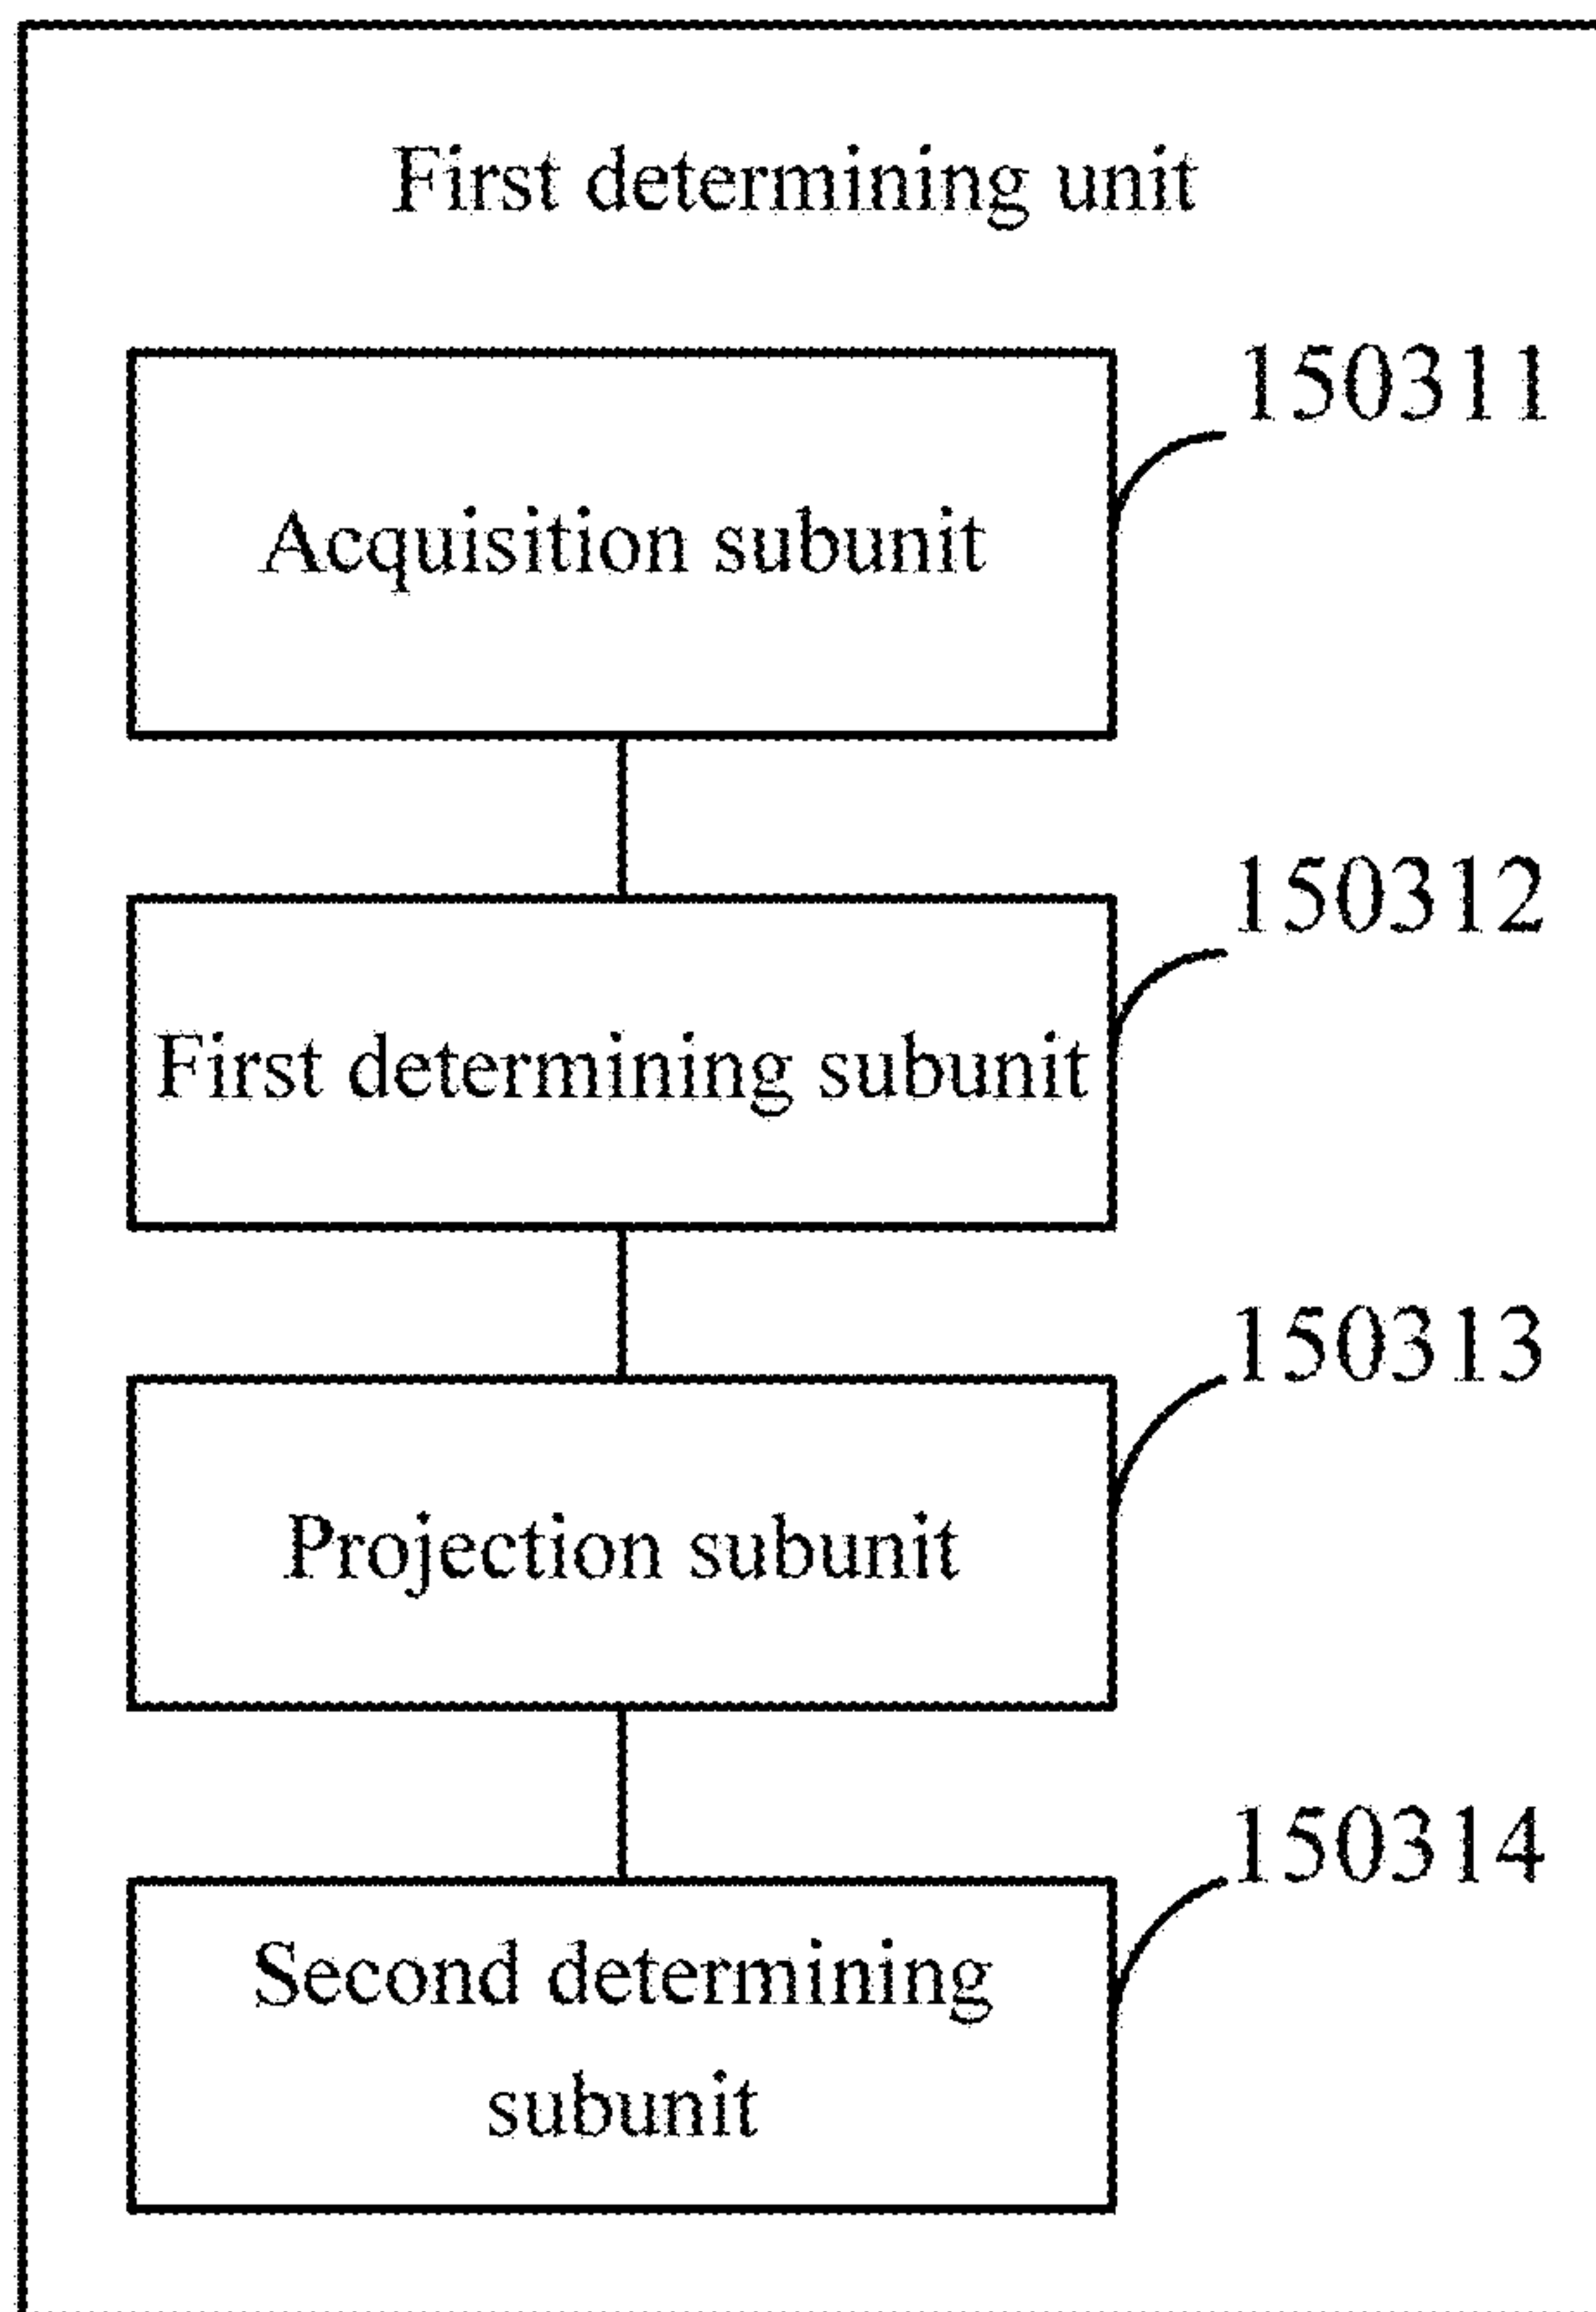 First determining unit
150311
Acquisition subunit
150312
First determining subunit
150313
Projection subunit
150314
Second determining
subunit